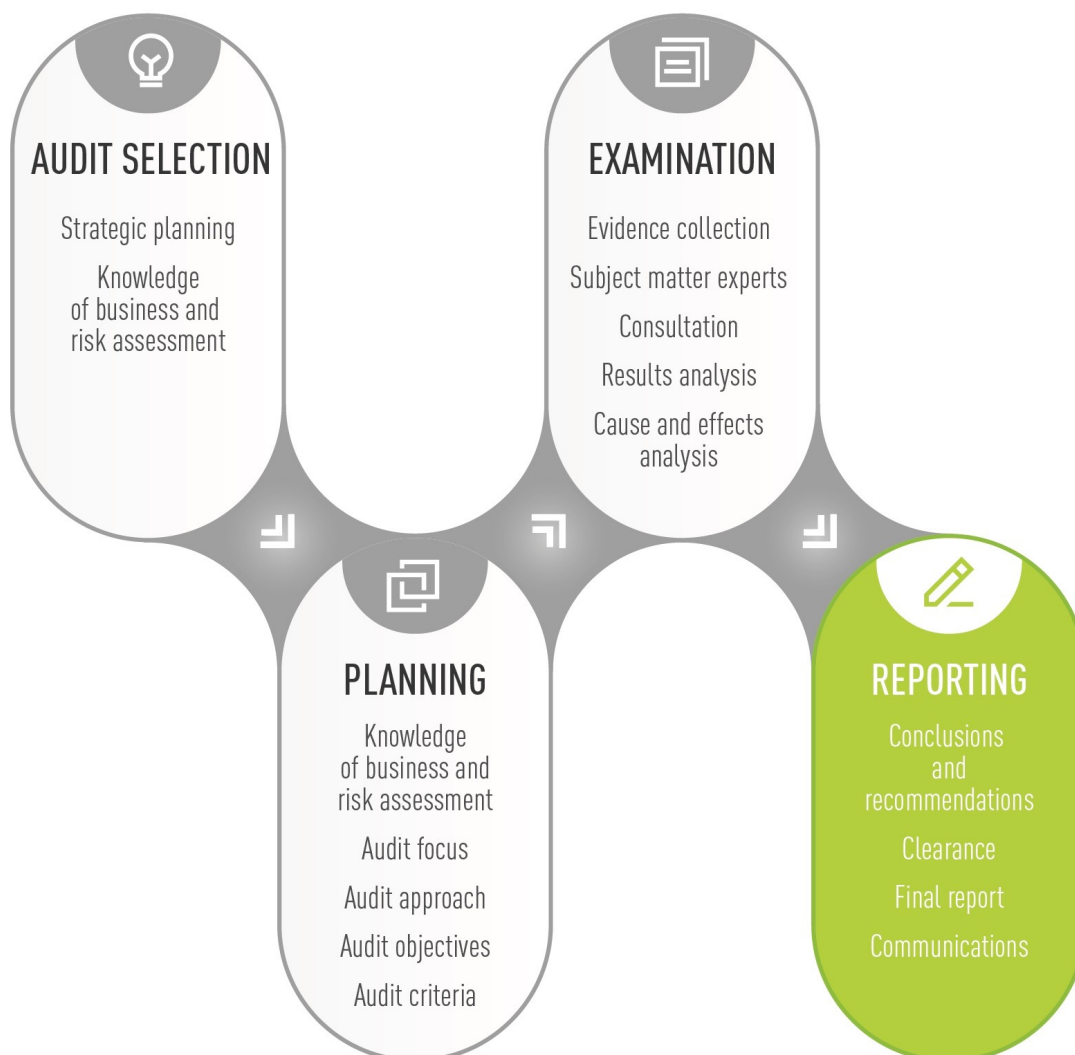 AUDIT SELECTION
Strategic planning
Knowledge
of business and
risk assessment
PLANNING
Knowledge
of business and
risk assessment
Audit focus
Audit approach
Audit objectives
Audit criteria
EXAMINATION
Evidence collection
Subject matter experts
Consultation
Results analysis
Cause and effects
analysis
REPORTING
Conclusions
and
recommendations
Clearance
Final report
Communications